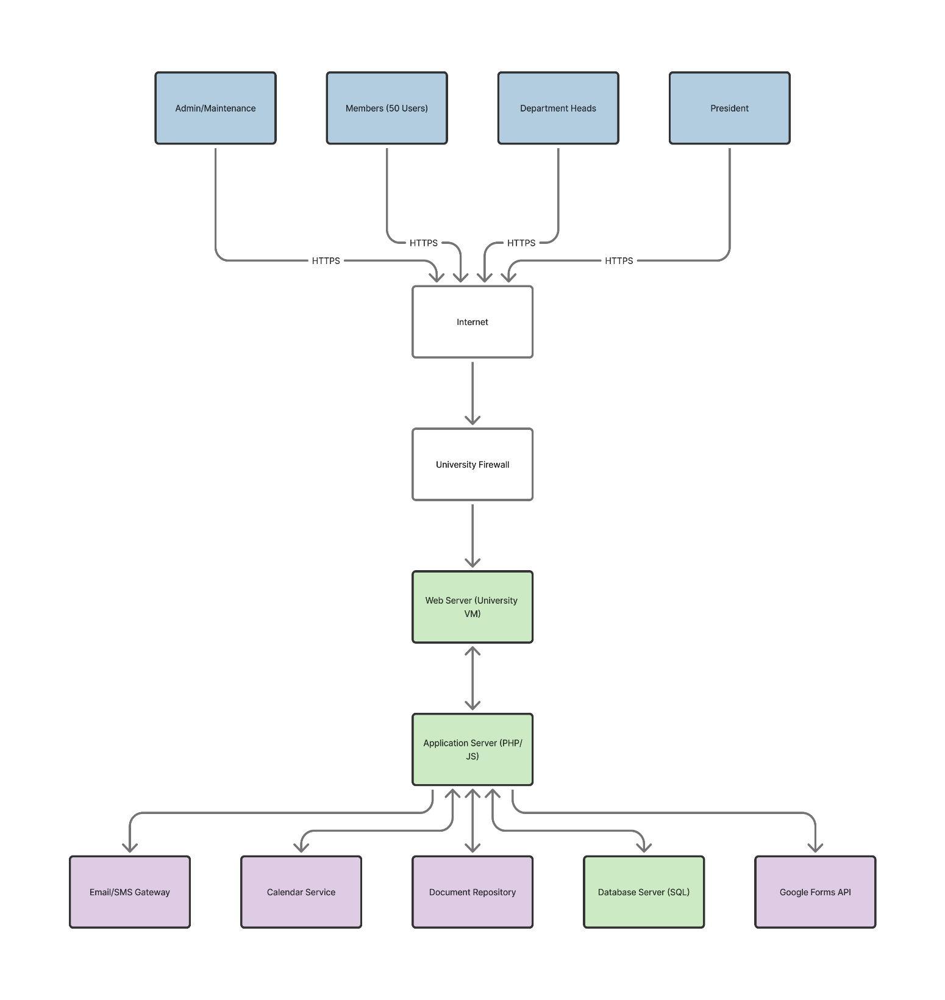 Admin/Maintenance
Members (50 Users)
Department Heads
President
HTTPS
HTTPS
HTTPS
HTTPS
Internet
University Firewall
Web Server (University
VM)
Application Server (PHP/
JS)
Email/SMS Gateway
Calendar Service
Document Repository
Database Server (SQL)
Google Forms API